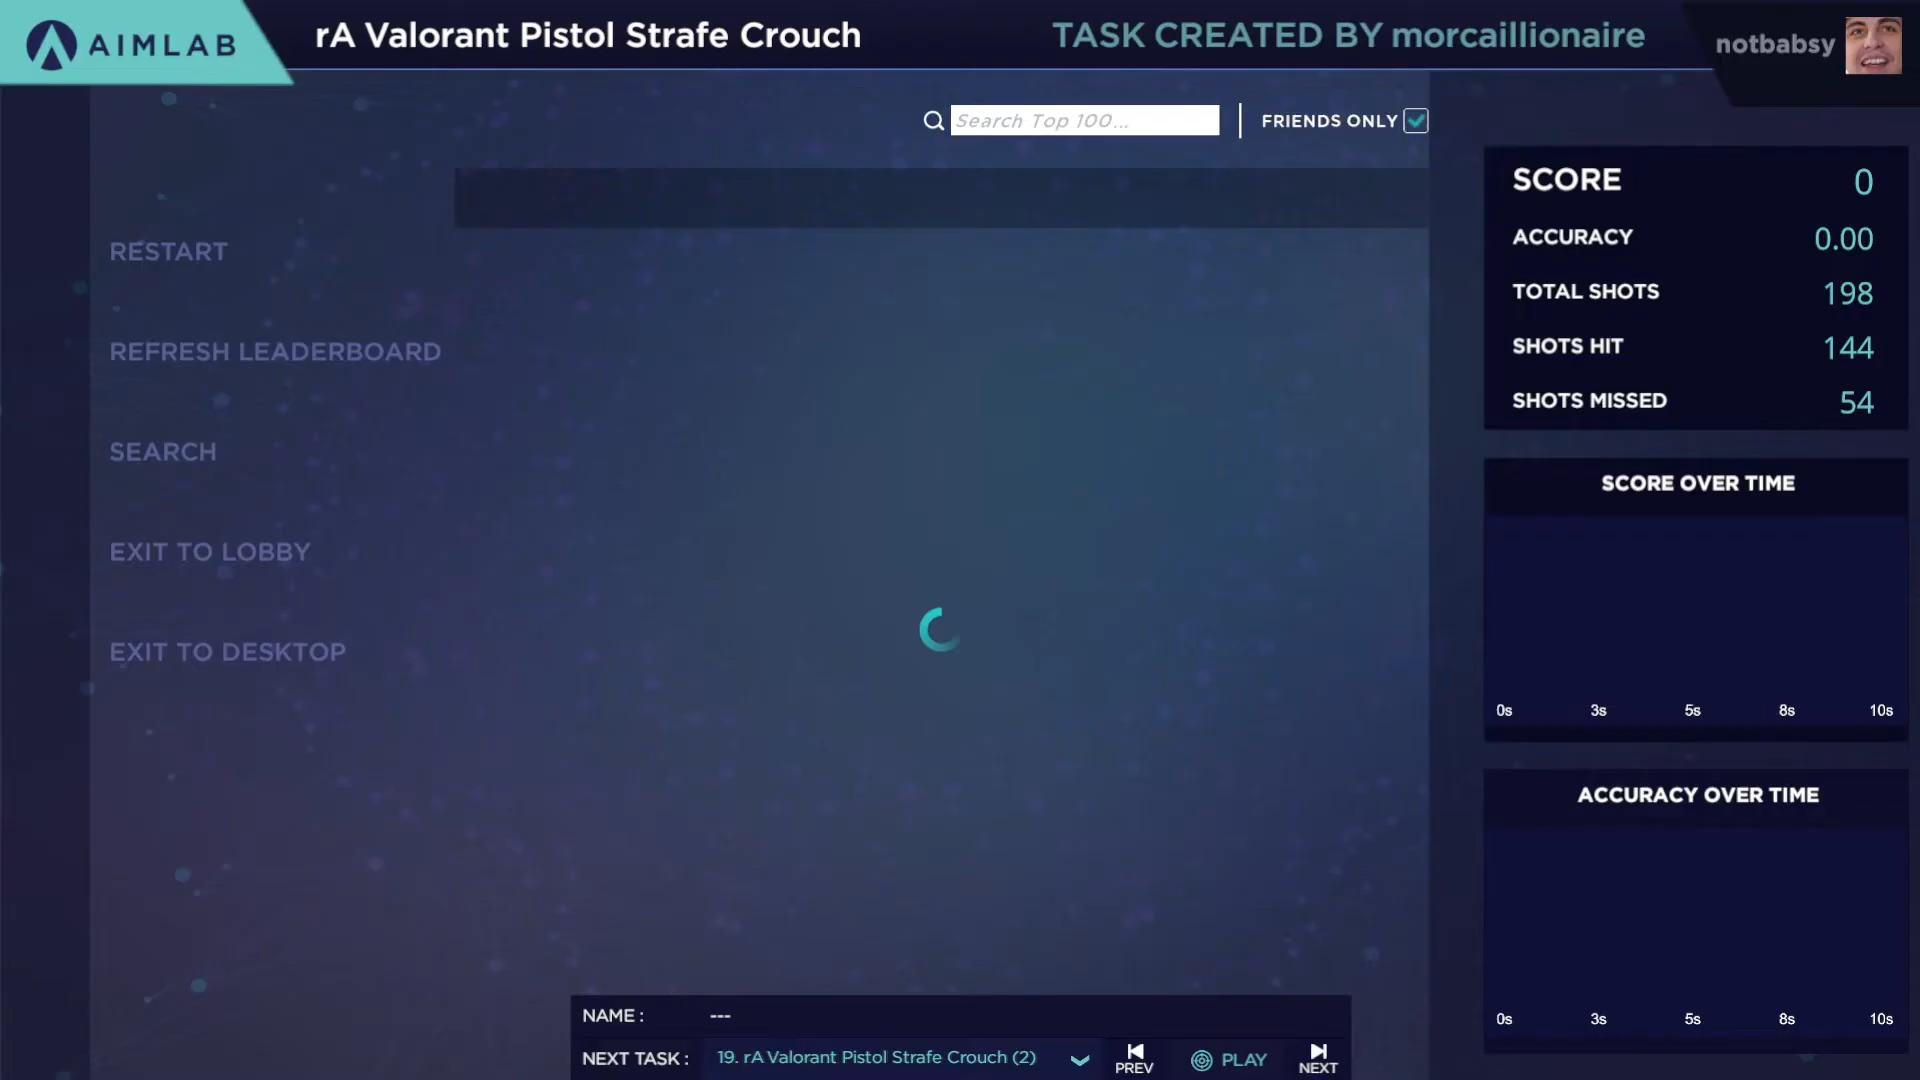 AIMLAB
rA Valorant Pistol Strafe Crouch
TASK CREATED BY morcaillionaire
notbabsy
Search Top 100...
FRIENDS ONLY
RESTART
REFRESH LEADERBOARD
SEARCH
EXIT TO LOBBY
EXIT TO DESKTOP
SCORE 0
ACCURACY 0.00
TOTAL SHOTS 198
SHOTS HIT 144
SHOTS MISSED 54
SCORE OVER TIME
0s 3s 5s 8s 10s
ACCURACY OVER TIME
0s 3s 5s 8s 10s
NAME : ---
NEXT TASK : 19. rA Valorant Pistol Strafe Crouch (2)
PREV PLAY NEXT